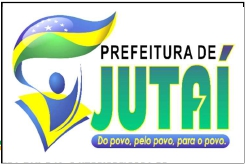 PREFEITURA DE
JUTAÍ
Do povo, pelo povo, para o povo.